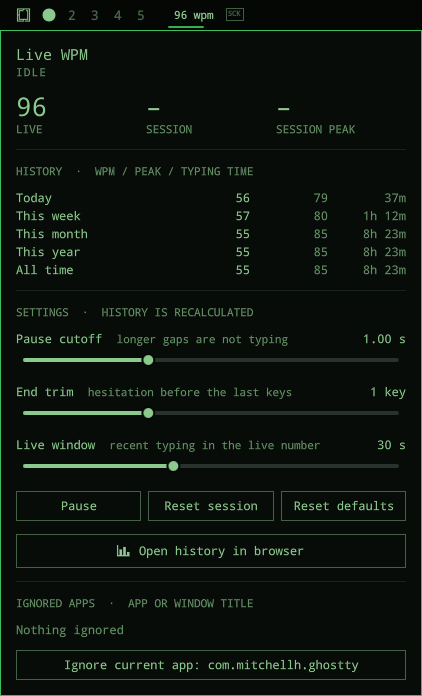 2 3 4 5 96 wpm SCK
Live WPM
IDLE
96 – –
LIVE SESSION SESSION PEAK
HISTORY · WPM / PEAK / TYPING TIME
Today 56 79 37m
This week 57 80 1h 12m
This month 55 85 8h 23m
This year 55 85 8h 23m
All time 55 85 8h 23m
SETTINGS · HISTORY IS RECALCULATED
Pause cutoff longer gaps are not typing 1.00 s
End trim hesitation before the last keys 1 key
Live window recent typing in the live number 30 s
Pause Reset session Reset defaults
Open history in browser
IGNORED APPS · APP OR WINDOW TITLE
Nothing ignored
Ignore current app: com.mitchellh.ghostty